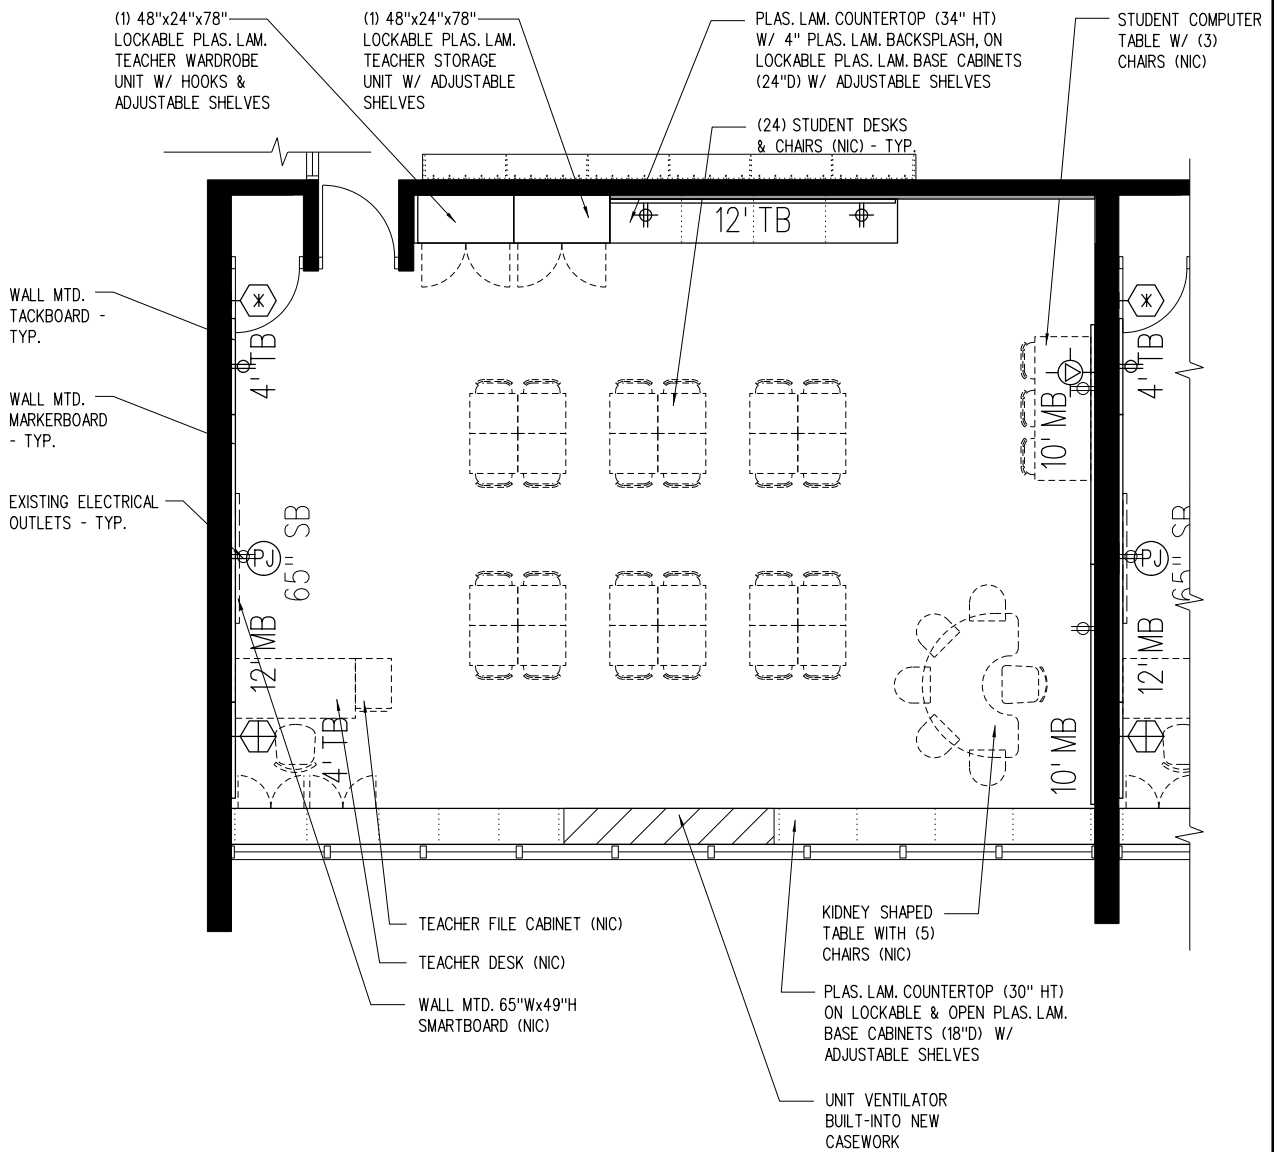 (1) 48"x24"x78"
LOCKABLE PLAS. LAM.
TEACHER WARDROBE
UNIT W/ HOOKS &
ADJUSTABLE SHELVES
(1) 48"x24"x78"
LOCKABLE PLAS. LAM.
TEACHER STORAGE
UNIT W/ ADJUSTABLE
SHELVES
PLAS. LAM. COUNTERTOP (34" HT)
W/ 4" PLAS. LAM. BACKSPLASH, ON
LOCKABLE PLAS. LAM. BASE CABINETS
(24"D) W/ ADJUSTABLE SHELVES
STUDENT COMPUTER
TABLE W/ (3)
CHAIRS (NIC)
(24) STUDENT DESKS
& CHAIRS (NIC) - TYP.
12' TB
WALL MTD.
TACKBOARD -
TYP.
4' TB
4' TB
WALL MTD.
MARKERBOARD
- TYP.
10' MB
EXISTING ELECTRICAL
OUTLETS - TYP.
PJ
65" SB
PJ
65" SB
12' MB
12' MB
4' TB
10' MB
TEACHER FILE CABINET (NIC)
TEACHER DESK (NIC)
WALL MTD. 65"Wx49"H
SMARTBOARD (NIC)
KIDNEY SHAPED
TABLE WITH (5)
CHAIRS (NIC)
PLAS. LAM. COUNTERTOP (30" HT)
ON LOCKABLE & OPEN PLAS. LAM.
BASE CABINETS (18"D) W/
ADJUSTABLE SHELVES
UNIT VENTILATOR
BUILT-INTO NEW
CASEWORK